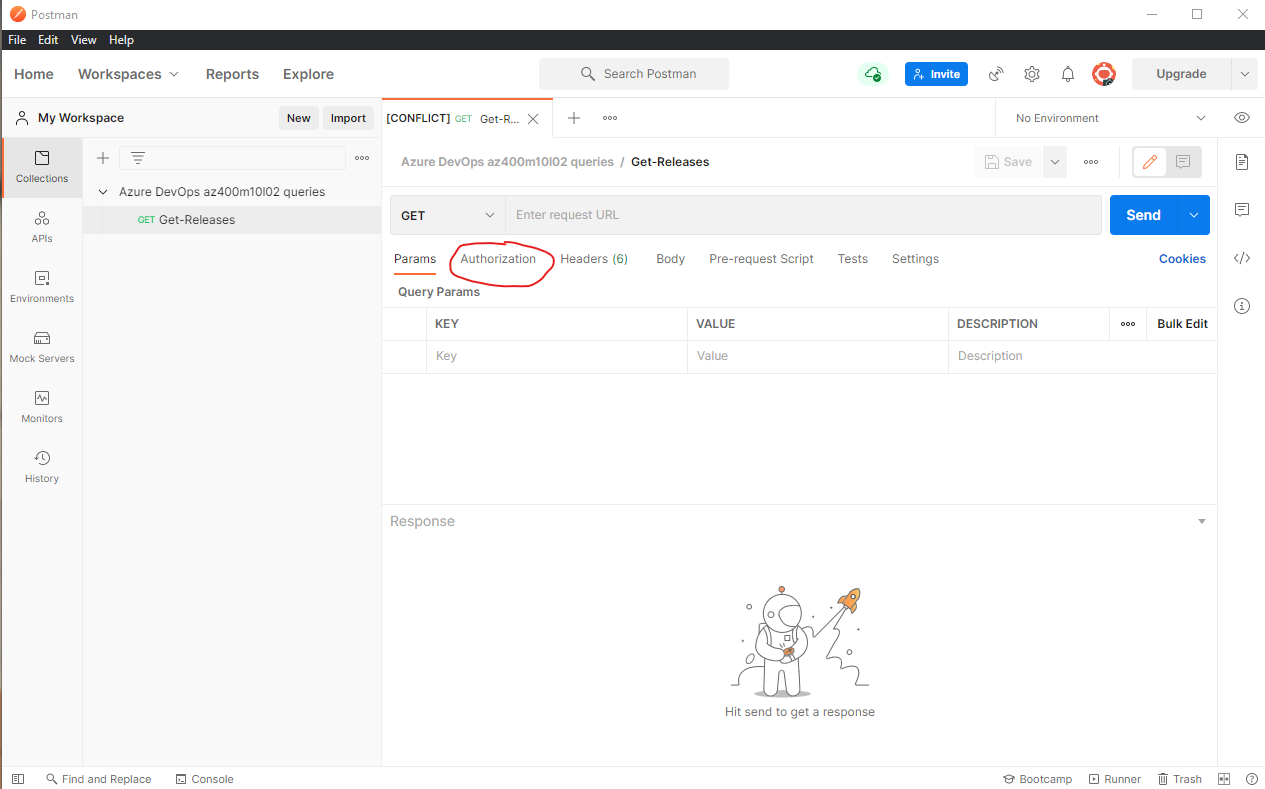 Postman
File Edit View Help
Home Workspaces Reports Explore Search Postman Invite Upgrade
My Workspace New Import [CONFLICT] GET Get-R... No Environment
Collections
APIs
Environments
Mock Servers
Monitors
History
Azure DevOps az400m10l02 queries
GET Get-Releases
Azure DevOps az400m10l02 queries / Get-Releases Save
GET Enter request URL Send
Params Authorization Headers (6) Body Pre-request Script Tests Settings Cookies
Query Params
KEY VALUE DESCRIPTION Bulk Edit
Key Value Description
Response
Hit send to get a response
Find and Replace Console Bootcamp Runner Trash